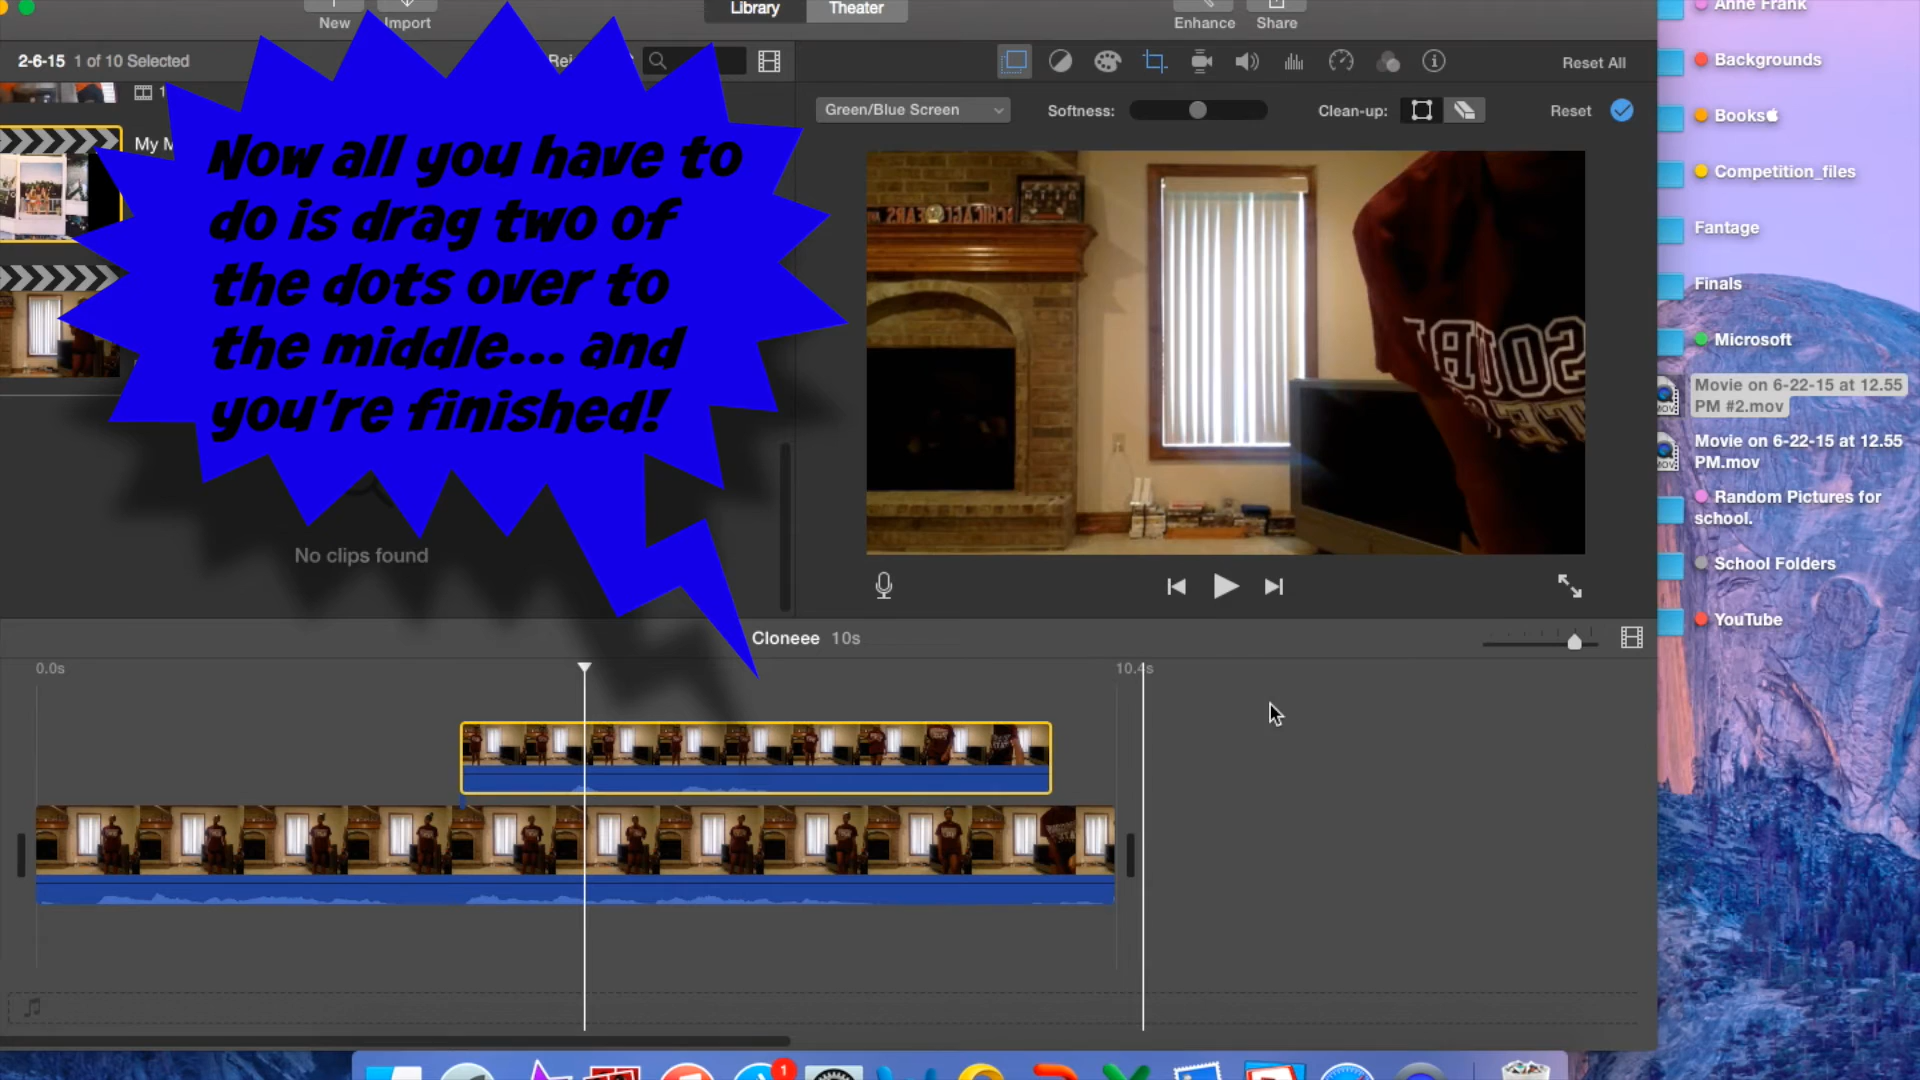 New
Import
Library
Theater
Enhance
Share
2-6-15 1 of 10 Selected
Reset All
Green/Blue Screen
Softness:
Clean-up:
Reset
My M
Now all you have to
do is drag two of
the dots over to
the middle... and
you're finished!
No clips found
Cloneee 10s
0.0s
10.4s
Anne Frank
Backgrounds
Books
Competition_files
Fantage
Finals
Microsoft
Movie on 6-22-15 at 12.55
PM #2.mov
Movie on 6-22-15 at 12.55
PM.mov
Random Pictures for
school.
School Folders
YouTube
MOV
MOV
1